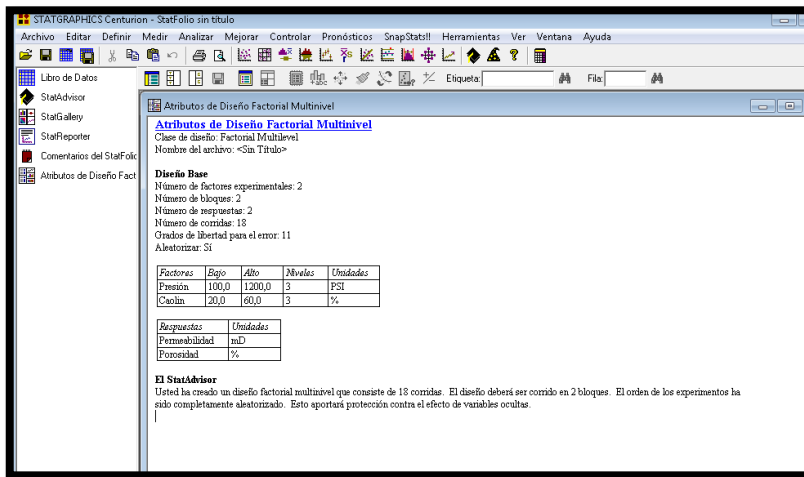 STATGRAPHICS Centurion - StatFolio sin título
Archivo Editar Definir Medir Analizar Mejorar Controlar Pronósticos SnapStats!! Herramientas Ver Ventana Ayuda
Etiqueta: Fila:
Libro de Datos
StatAdvisor
StatGallery
StatReporter
Comentarios del StatFolio
Atributos de Diseño Fact
Atributos de Diseño Factorial Multinivel
Atributos de Diseño Factorial Multinivel
Clase de diseño: Factorial Multilevel
Nombre del archivo: <Sin Título>
Diseño Base
Número de factores experimentales: 2
Número de bloques: 2
Número de respuestas: 2
Número de corridas: 18
Grados de libertad para el error: 11
Aleatorizar: Sí
Factores Bajo Alto Niveles Unidades
Presión 100,0 1200,0 3 PSI
Caolin 20,0 60,0 3 %
Respuestas Unidades
Permeabilidad mD
Porosidad %
El StatAdvisor
Usted ha creado un diseño factorial multinivel que consiste de 18 corridas. El diseño deberá ser corrido en 2 bloques. El orden de los experimentos ha
sido completamente aleatorizado. Esto aportará protección contra el efecto de variables ocultas.